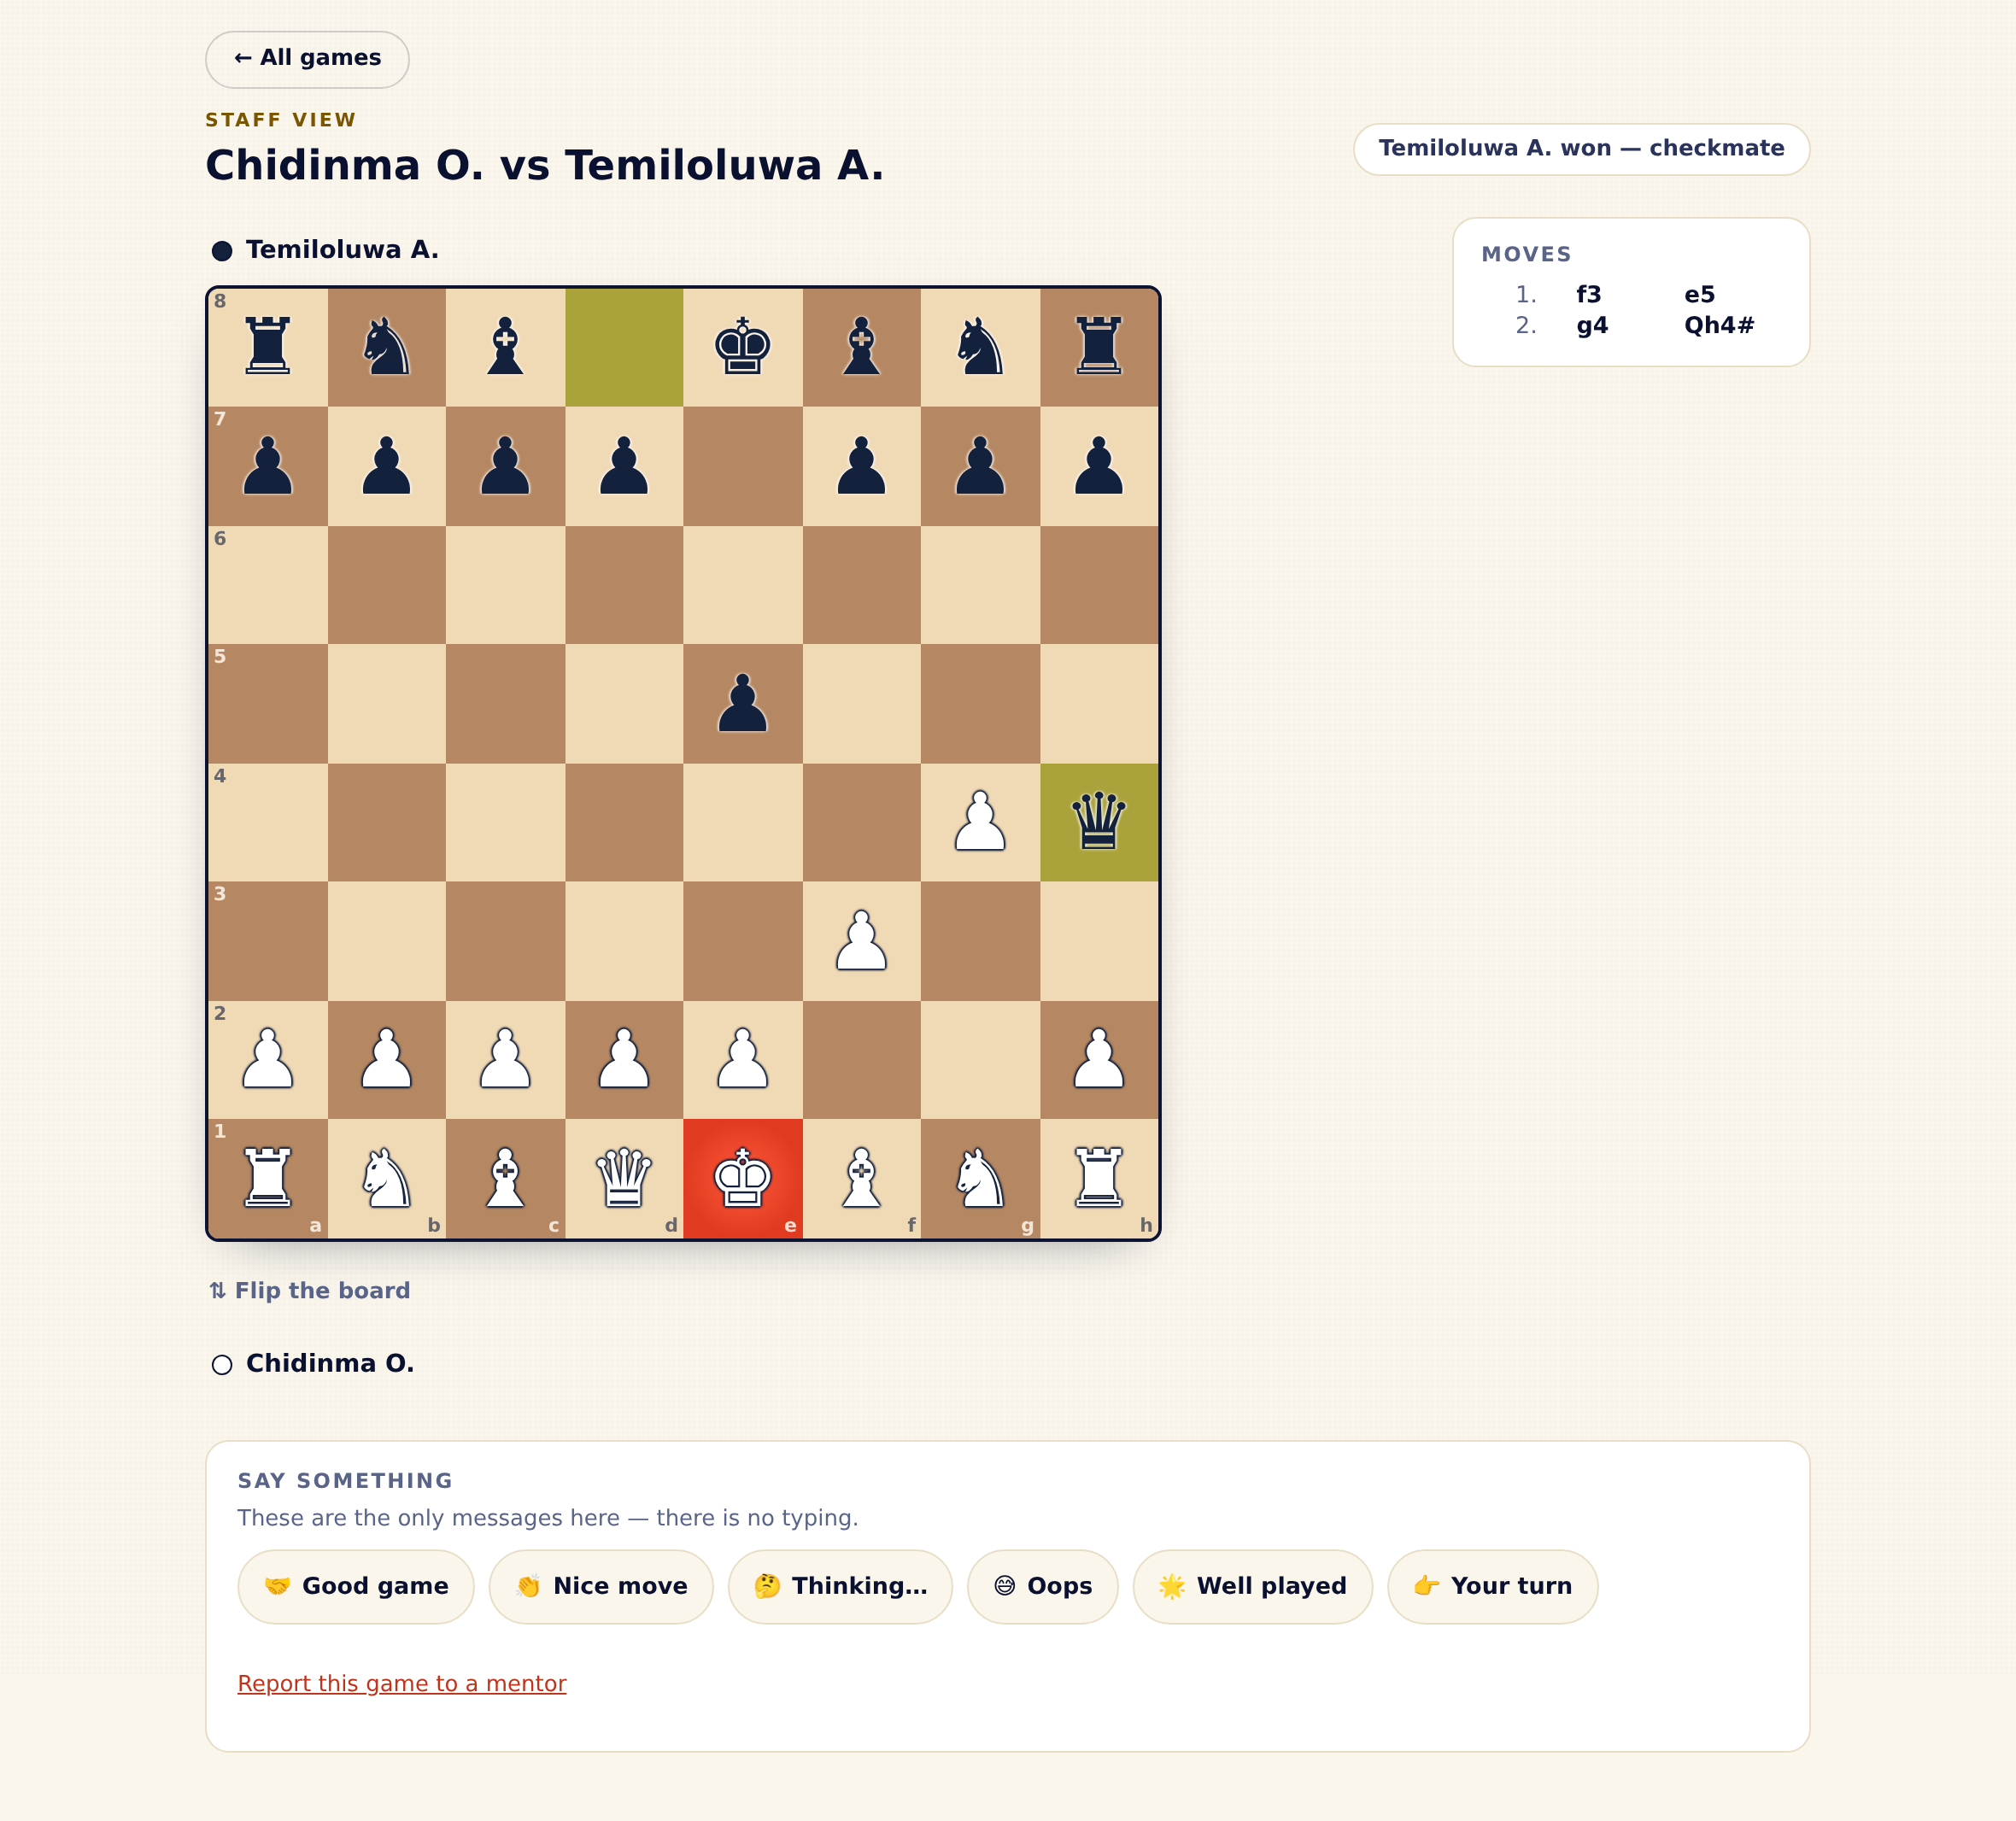 ← All games
STAFF VIEW
Chidinma O. vs Temiloluwa A.
Temiloluwa A. won — checkmate
Temiloluwa A.
MOVES
1. f3 e5
2. g4 Qh4#
8
7
6
5
4
3
2
1
a b c d e f g h
⇅ Flip the board
Chidinma O.
SAY SOMETHING
These are the only messages here — there is no typing.
🤝 Good game 👏 Nice move 🤔 Thinking… 😅 Oops 🌟 Well played 👉 Your turn
Report this game to a mentor